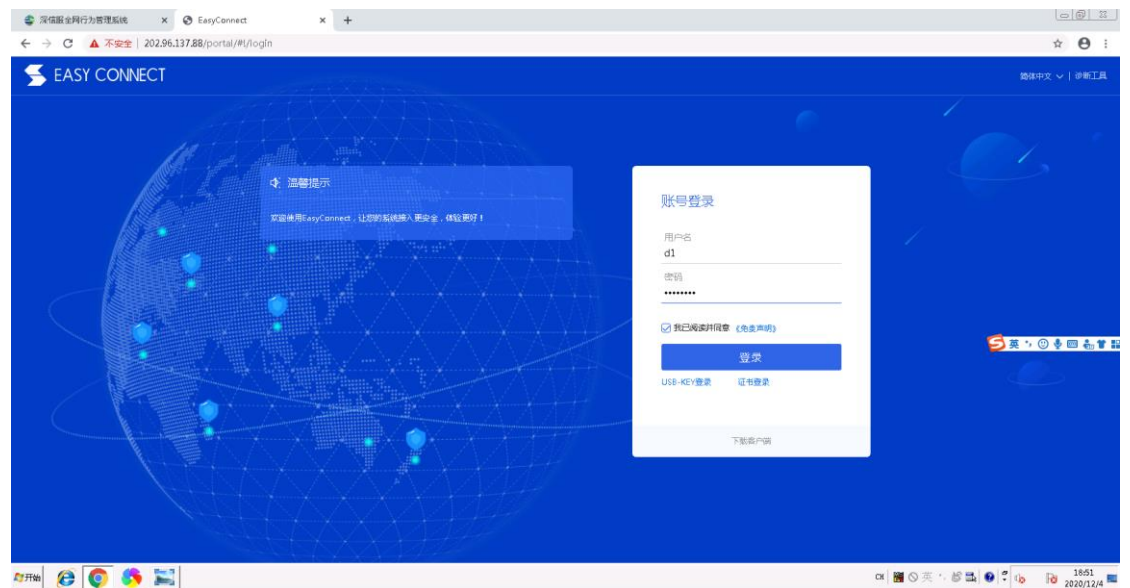 深信服全网行为管理系统
EasyConnect
不安全 | 202.96.137.88/portal/#!/login
EASY CONNECT
简体中文 | 诊断工具
温馨提示
欢迎使用EasyConnect，让您的系统接入更安全，体验更好！
账号登录
用户名
d1
密码
••••••••
我已阅读并同意 《免责声明》
登录
USB-KEY登录 证书登录
下载客户端
英
开始
CH
英
16:51
2020/12/4